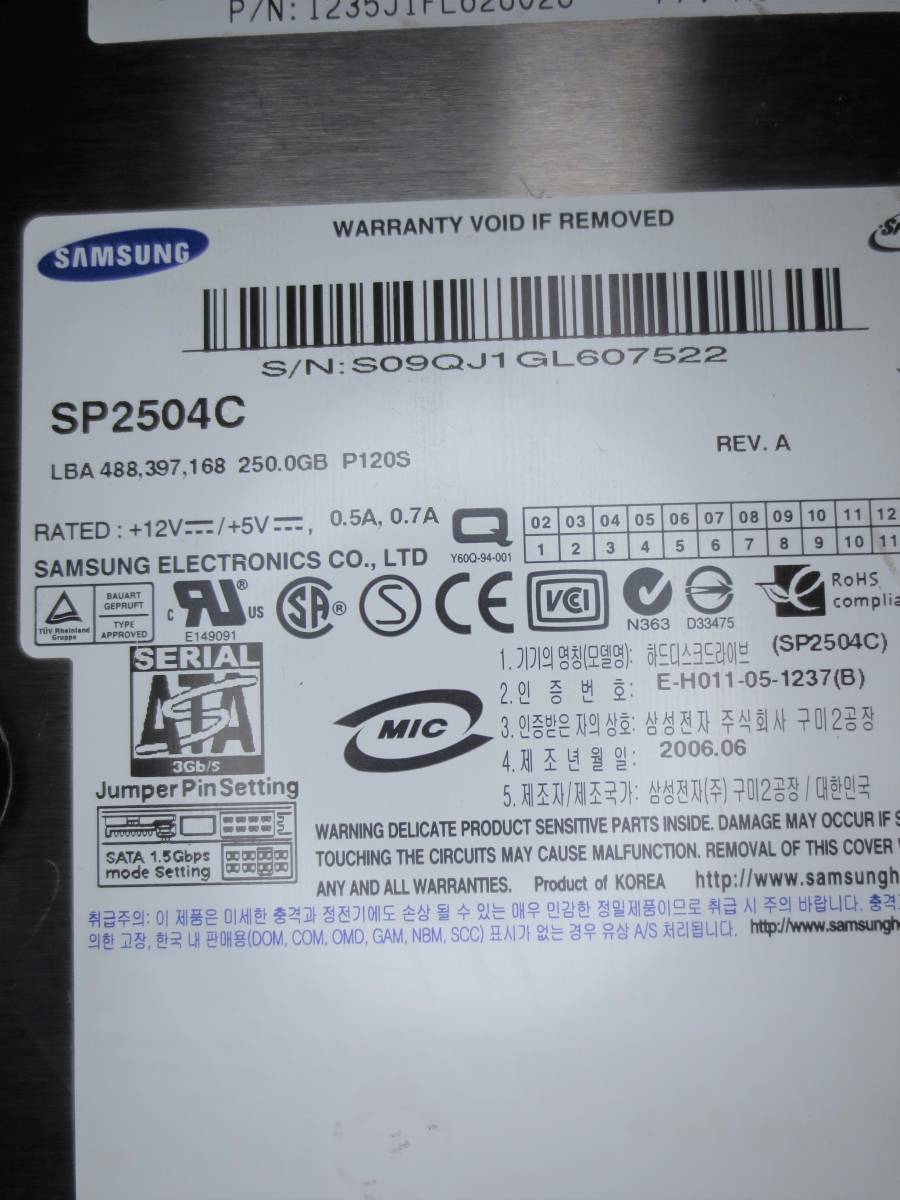 WARRANTY VOID IF REMOVED
SAMSUNG
S/N: S09QJ1GL607522
SP2504C
LBA 488,397,168 250.0GB P120S
REV. A
RATED : +12V⎓/+5V⎓, 0.5A, 0.7A
SAMSUNG ELECTRONICS CO., LTD
Q
Y60Q-94-001
02 03 04 05 06 07 08 09 10 11 12
1 2 3 4 5 6 7 8 9 10 11
TÜV Rheinland
Gruppe
BAUART
GEPRUFT
TYPE
APPROVED
c RU ® US
E149091
SA ®
S
CE
VCI
N363
D33475
RoHS
SERIAL
ATA
3Gb/s
Jumper Pin Setting
SATA 1.5Gbps
mode Setting
MIC
1. 기기의 명칭(모델명): 하드디스크드라이브 (SP2504C)
2. 인 증 번 호: E-H011-05-1237(B)
3. 인증받은 자의 상호: 삼성전자 주식회사 구미2공장
4. 제 조 년 월 일: 2006.06
5. 제조자/제조국가: 삼성전자(주) 구미2공장 / 대한민국
WARNING DELICATE PRODUCT SENSITIVE PARTS INSIDE. DAMAGE MAY OCCUR IF
TOUCHING THE CIRCUITS MAY CAUSE MALFUNCTION. REMOVAL OF THIS COVER
ANY AND ALL WARRANTIES. Product of KOREA http://www.samsungh
취급주의: 이 제품은 미세한 충격과 정전기에도 손상 될 수 있는 매우 민감한 정밀제품이므로 취급 시 주의 바랍니다. 충격
의한 고장, 한국 내 판매용(DOM, COM, OMD, GAM, NBM, SCC) 표시가 없는 경우 유상 A/S 처리됩니다. http://www.samsungh